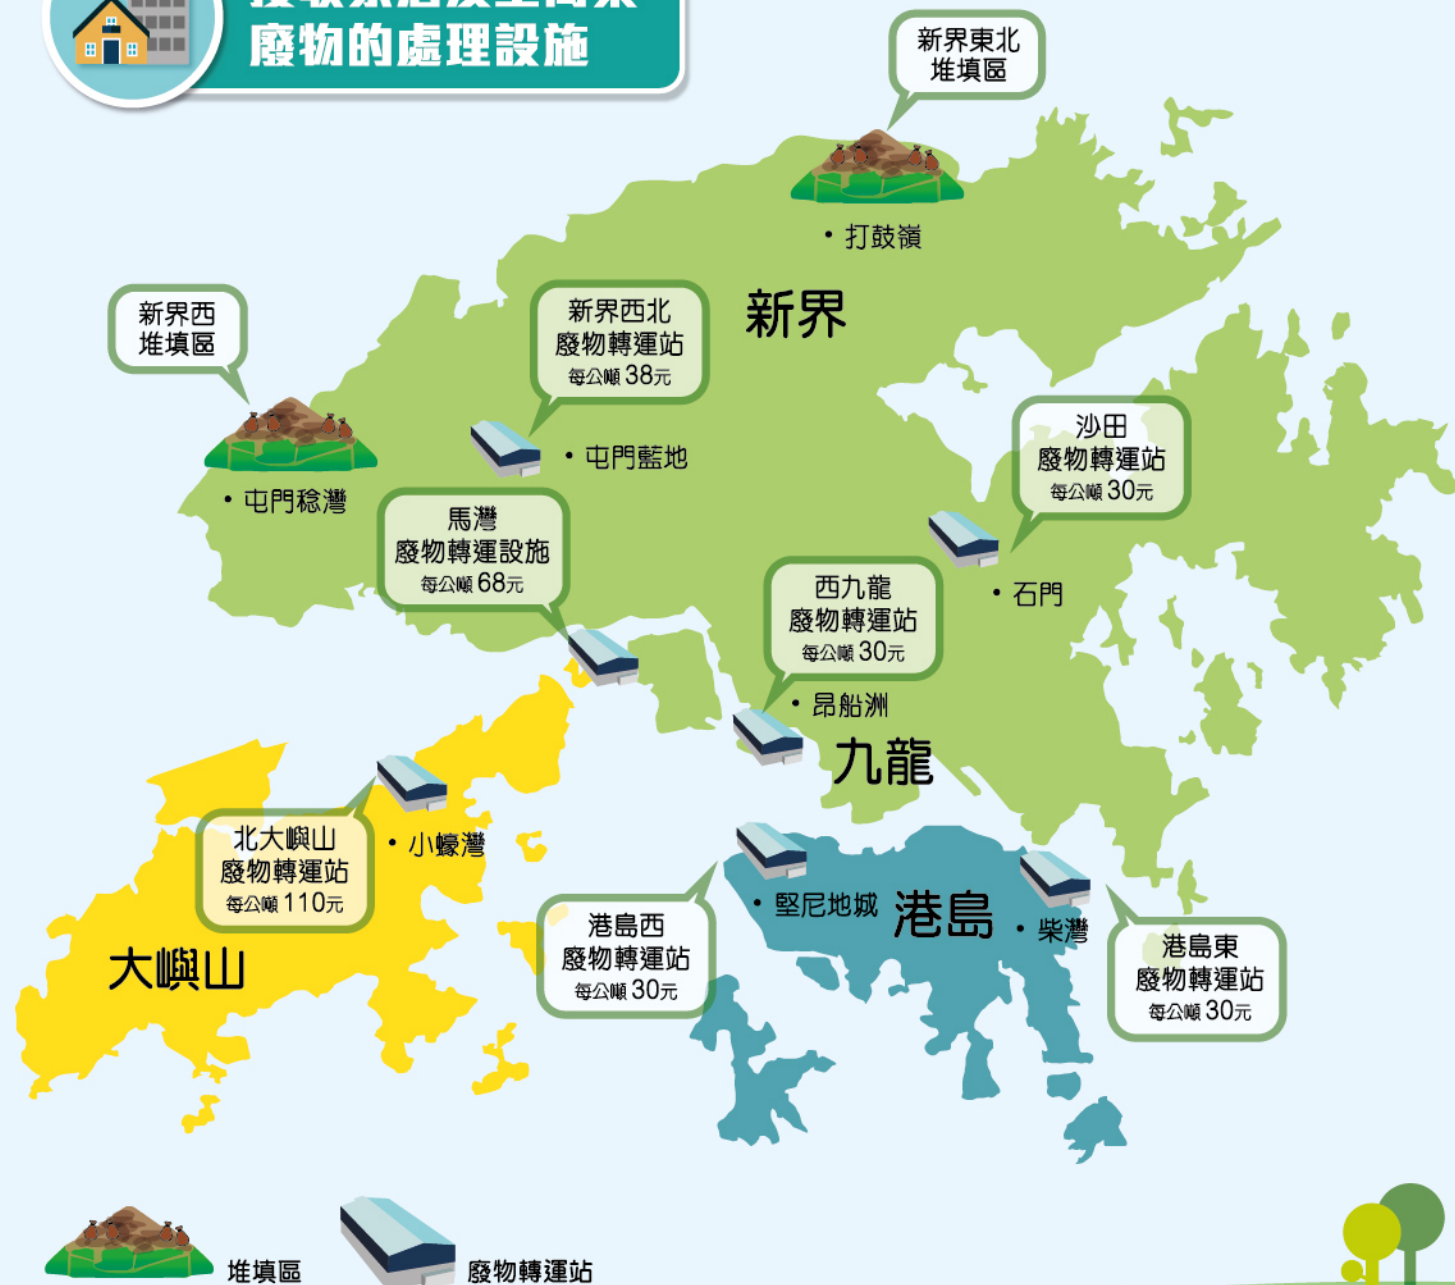 廢物的處理設施
新界東北
堆填區
• 打鼓嶺
新界
新界西
堆填區
• 屯門稔灣
新界西北
廢物轉運站
每公噸 38元
• 屯門藍地
沙田
廢物轉運站
每公噸 30元
• 石門
馬灣
廢物轉運設施
每公噸 68元
西九龍
廢物轉運站
每公噸 30元
• 昂船洲
九龍
北大嶼山
廢物轉運站
每公噸 110元
• 小蠔灣
大嶼山
港島西
廢物轉運站
每公噸 30元
• 堅尼地城
港島
• 柴灣
港島東
廢物轉運站
每公噸 30元
堆填區
廢物轉運站